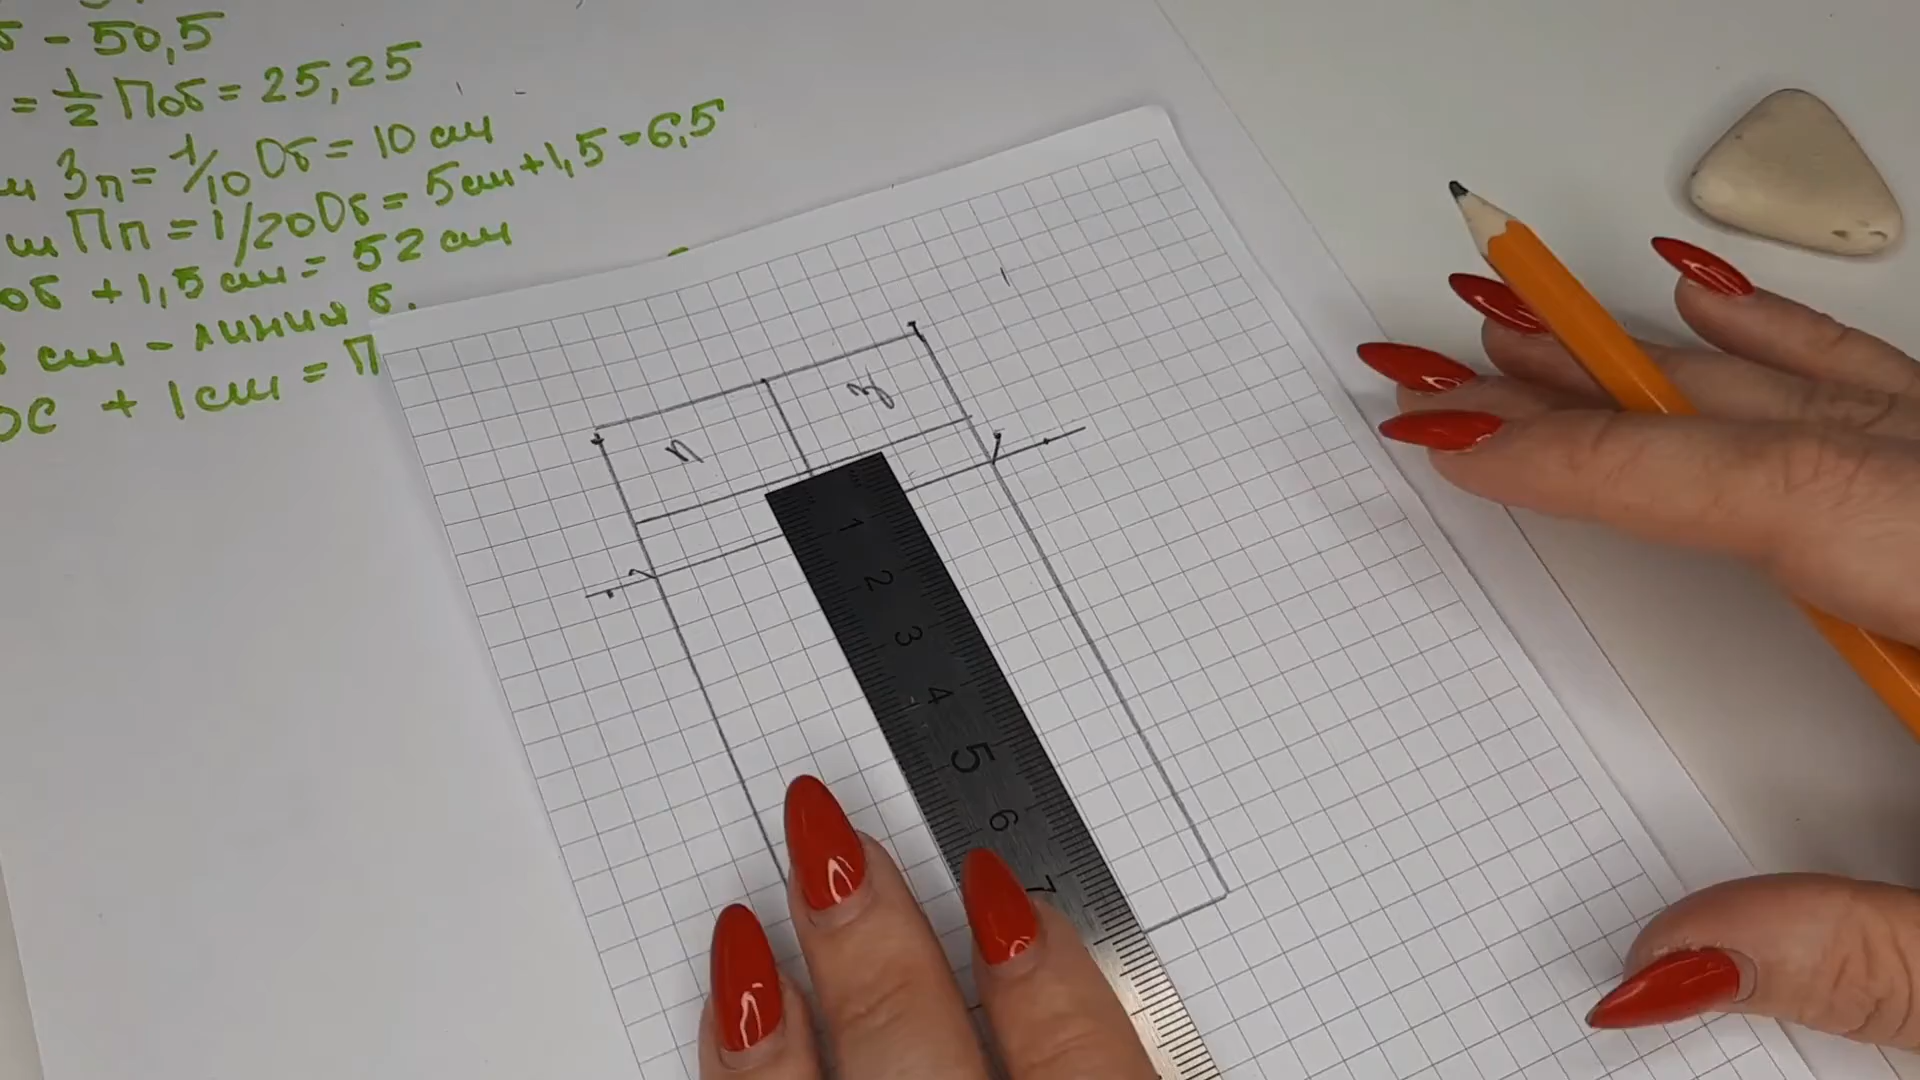 б - 50,5
= 1/2 Поб = 25,25
Зп = 1/10 Об = 10 см
Пп = 1/20 Об = 5 см + 1,5 = 6,5
об + 1,5 см = 52 см
см - линия б.
ОС + 1 см = П
п
з
1
2
3
4
5
6
7